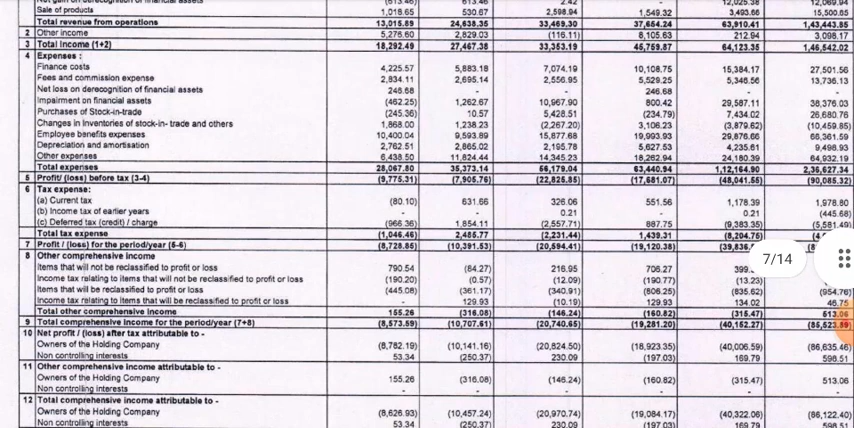 Sale of products 1,018.65 530.67 2,598.94 1,549.32 3,493.66 15,500.85
Total revenue from operations 13,015.89 24,638.35 33,469.30 37,654.24 63,910.41 1,43,443.85
2 Other income 5,276.60 2,829.03 (116.11) 8,105.63 212.94 3,098.17
3 Total Income (1+2) 18,292.49 27,467.38 33,353.19 45,759.87 64,123.35 1,46,542.02
4 Expenses :
Finance costs 4,225.57 5,883.18 7,074.19 10,108.75 15,384.17 27,501.56
Fees and commission expense 2,834.11 2,695.14 2,556.95 5,529.25 5,346.56 13,736.13
Net loss on derecognition of financial assets 246.68 - - 246.68 - -
Impairment on financial assets (462.25) 1,262.67 10,967.90 800.42 29,587.11 38,376.03
Purchases of Stock-in-trade (245.36) 10.57 5,428.51 (234.79) 7,434.02 26,680.76
Changes in Inventories of stock-in- trade and others 1,868.00 1,238.23 (2,267.20) 3,106.23 (3,879.62) (10,459.85)
Employee benefits expenses 10,400.04 9,593.89 15,877.68 19,993.93 29,876.66 66,361.59
Depreciation and amortisation 2,762.51 2,865.02 2,195.78 5,627.53 4,235.61 9,498.93
Other expenses 6,438.50 11,824.44 14,345.23 18,262.94 24,180.39 64,932.19
Total expenses 28,067.80 35,373.14 56,179.04 63,440.94 1,12,164.90 2,36,627.34
5 Profit/ (loss) before tax (3-4) (9,775.31) (7,905.76) (22,825.85) (17,681.07) (48,041.55) (90,085.32)
6 Tax expense:
(a) Current tax (80.10) 631.66 326.06 551.56 1,178.39 1,978.80
(b) Income tax of earlier years - - 0.21 - 0.21 (445.68)
(c) Deferred tax (credit) / charge (966.36) 1,854.11 (2,557.71) 887.75 (9,383.35) (5,581.49)
Total tax expense (1,046.46) 2,485.77 (2,231.44) 1,439.31 (8,204.75)
7 Profit / (loss) for the period/year (5-6) (8,728.85) (10,391.53) (20,594.41) (19,120.38) (39,836.
8 Other comprehensive income
Items that will not be reclassified to profit or loss 790.54 (84.27) 216.95 706.27 399.
Income tax relating to items that will not be reclassified to profit or loss (190.20) (0.57) (12.09) (190.77) (13.23)
Items that will be reclassified to profit or loss (445.08) (361.17) (340.91) (806.25) (835.62) (954.76)
Income tax relating to items that will be reclassified to profit or loss - 129.93 (10.19) 129.93 134.02 46.75
Total other comprehensive income 155.26 (316.08) (146.24) (160.82) (315.47) 513.06
9 Total comprehensive income for the period/year (7+8) (8,573.59) (10,707.61) (20,740.65) (19,281.20) (40,152.27) (85,523.89)
10 Net profit / (loss) after tax attributable to -
Owners of the Holding Company (8,782.19) (10,141.16) (20,824.50) (18,923.35) (40,006.59) (86,635.46)
Non controlling interests 53.34 (250.37) 230.09 (197.03) 169.79 598.51
11 Other comprehensive income attributable to -
Owners of the Holding Company 155.26 (316.08) (146.24) (160.82) (315.47) 513.06
Non controlling interests - - - - - -
12 Total comprehensive income attributable to -
Owners of the Holding Company (8,626.93) (10,457.24) (20,970.74) (19,084.17) (40,322.06) (86,122.40)
Non controlling interests 53.34 (250.37) 230.09 (197.03) 169.79 598.51
7/14